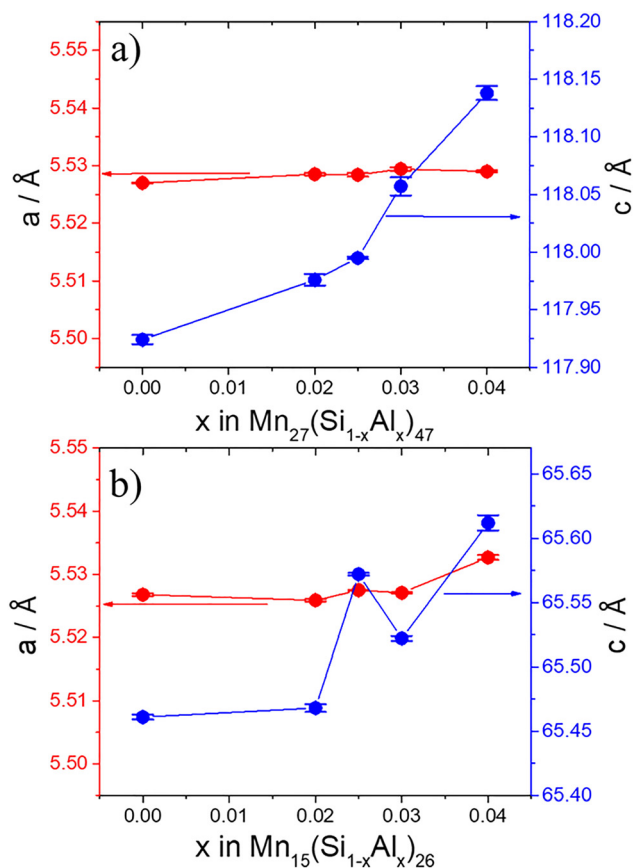 a)
5.55
5.54
5.53
5.52
5.51
5.50
a / Å
118.20
118.15
118.10
118.05
118.00
117.95
117.90
c / Å
0.00 0.01 0.02 0.03 0.04
x in Mn₂₇(Si₁₋ₓAlₓ)₄₇
b)
5.55
5.54
5.53
5.52
5.51
5.50
a / Å
65.65
65.60
65.55
65.50
65.45
65.40
c / Å
0.00 0.01 0.02 0.03 0.04
x in Mn₁₅(Si₁₋ₓAlₓ)₂₆